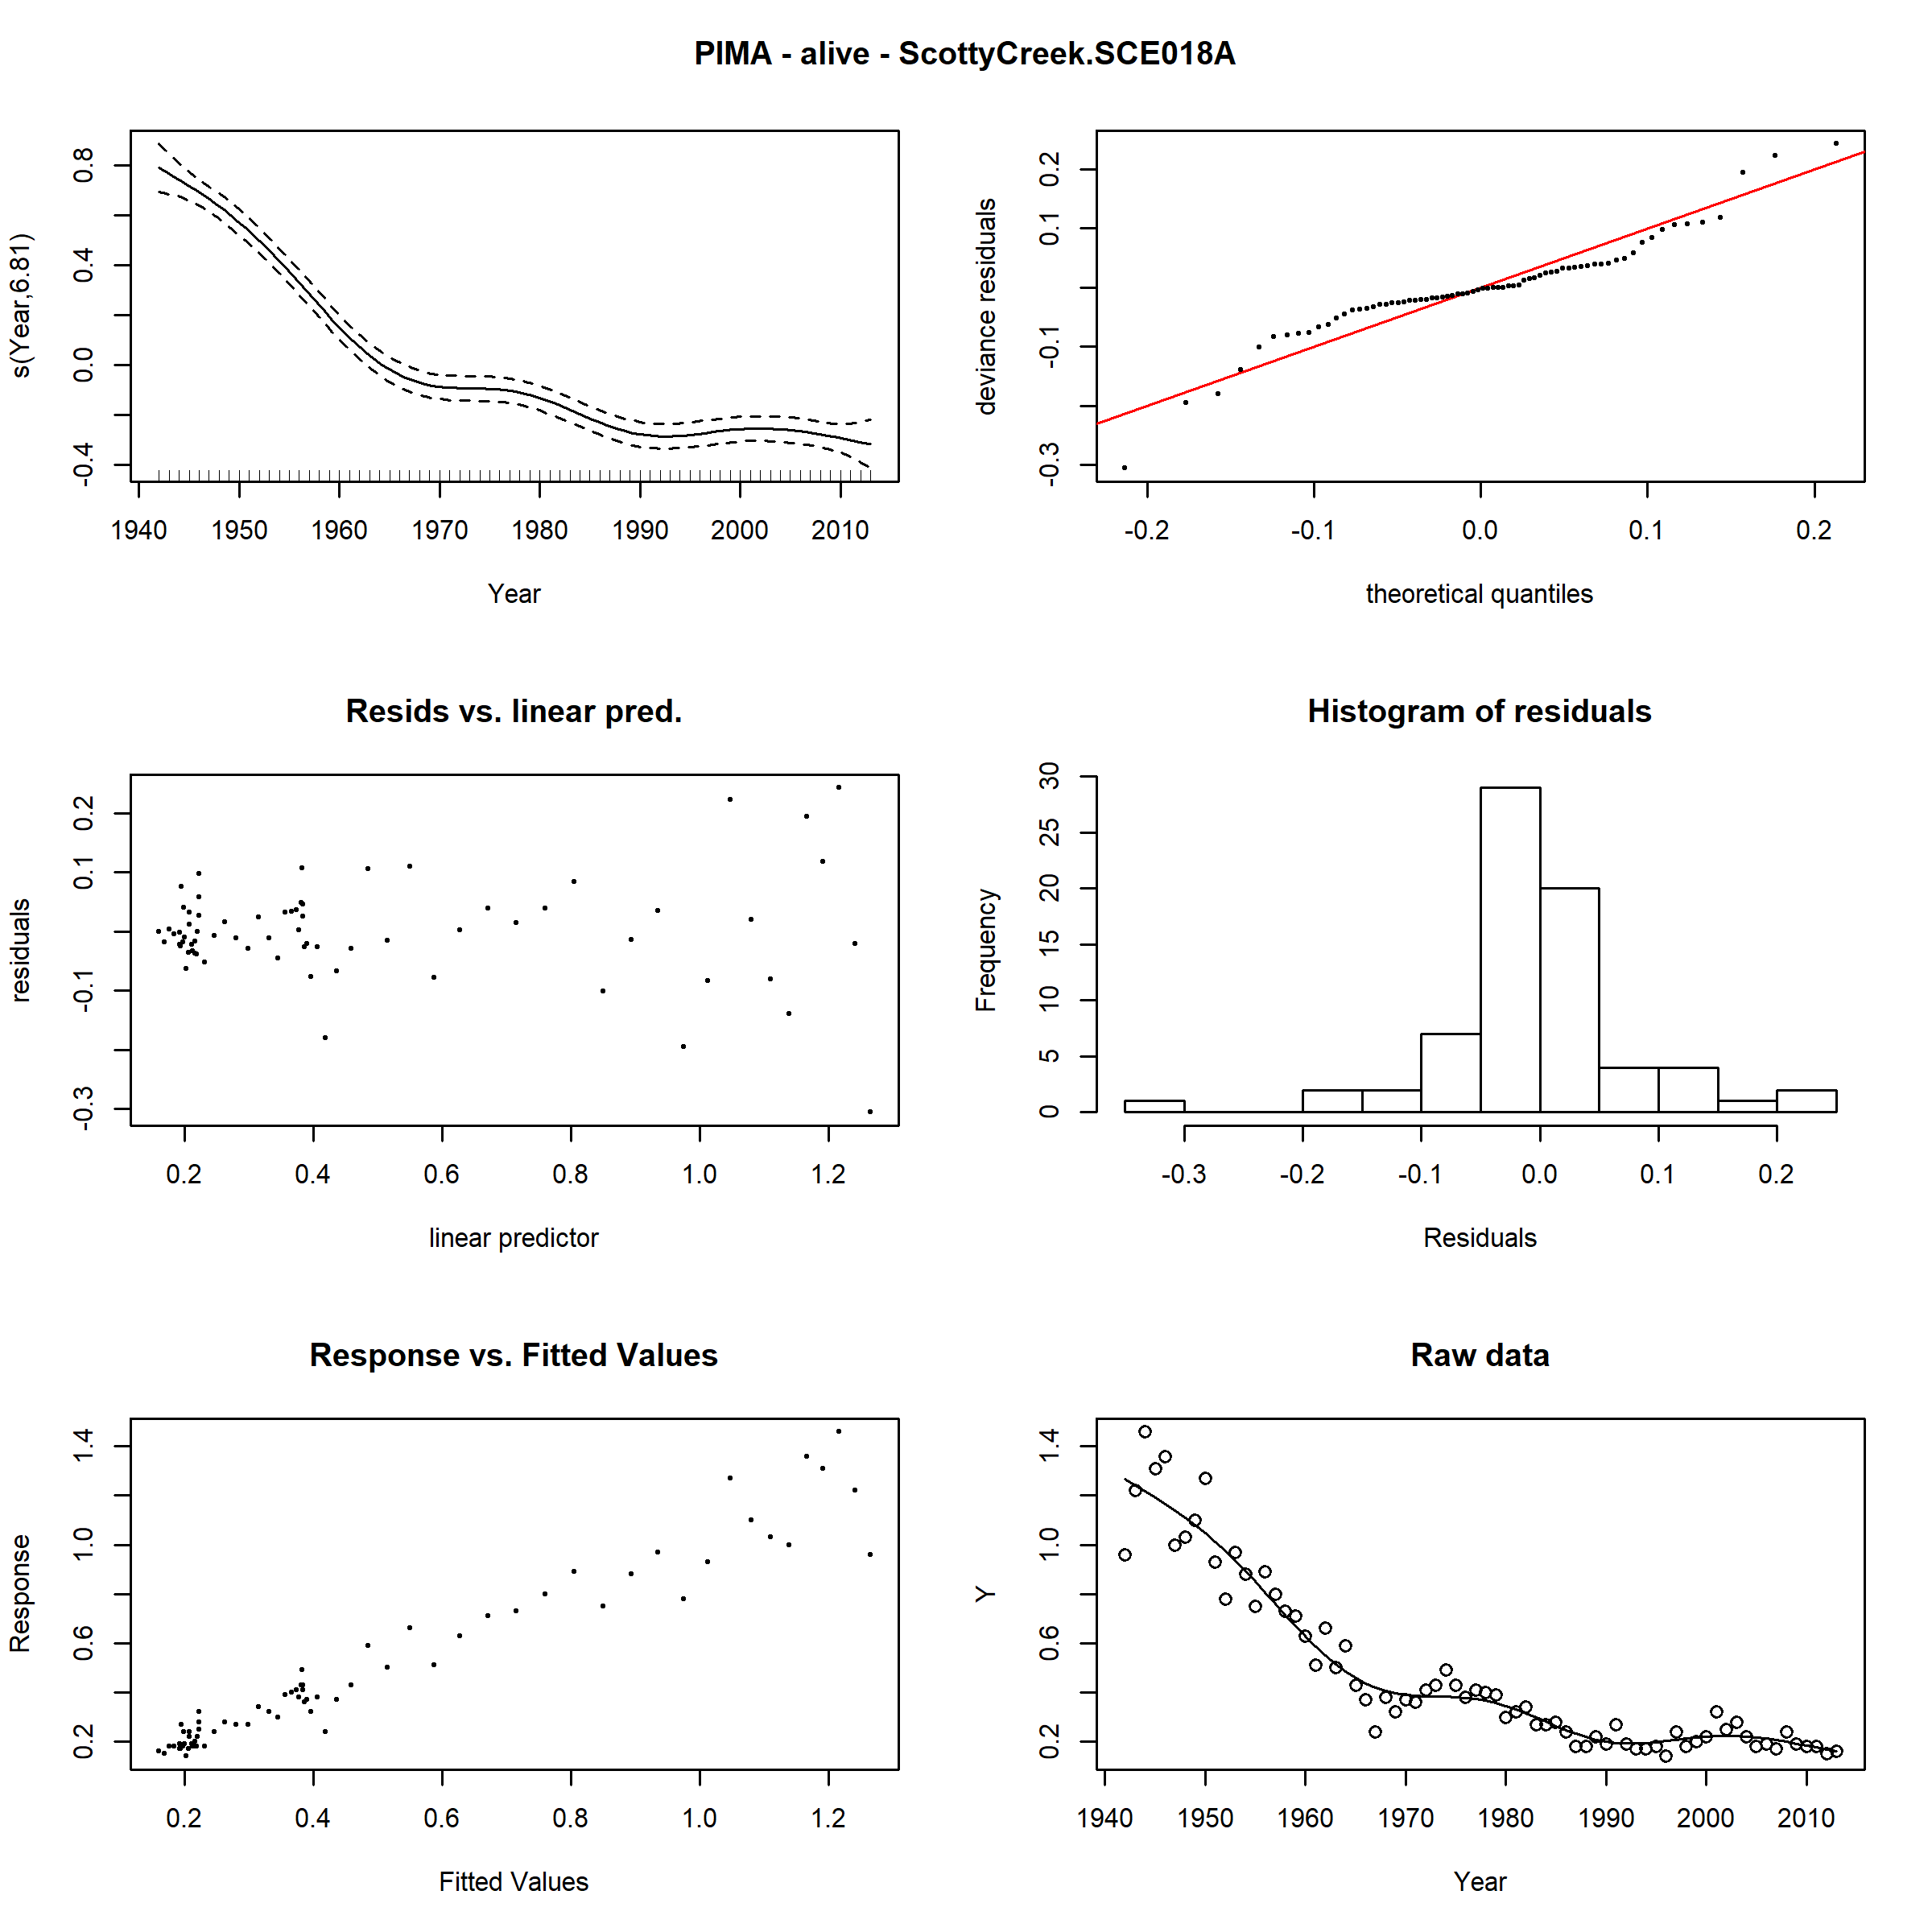 PIMA - alive - ScottyCreek.SCE018A
s(Year,6.81)
-0.4 0.0 0.4 0.8
1940 1950 1960 1970 1980 1990 2000 2010
Year
deviance residuals
-0.3 -0.1 0.1 0.2
-0.2 -0.1 0.0 0.1 0.2
theoretical quantiles
Resids vs. linear pred.
residuals
-0.3 -0.1 0.1 0.2
0.2 0.4 0.6 0.8 1.0 1.2
linear predictor
Histogram of residuals
Frequency
0 5 10 15 20 25 30
-0.3 -0.2 -0.1 0.0 0.1 0.2
Residuals
Response vs. Fitted Values
Response
0.2 0.6 1.0 1.4
0.2 0.4 0.6 0.8 1.0 1.2
Fitted Values
Raw data
Y
0.2 0.6 1.0 1.4
1940 1950 1960 1970 1980 1990 2000 2010
Year